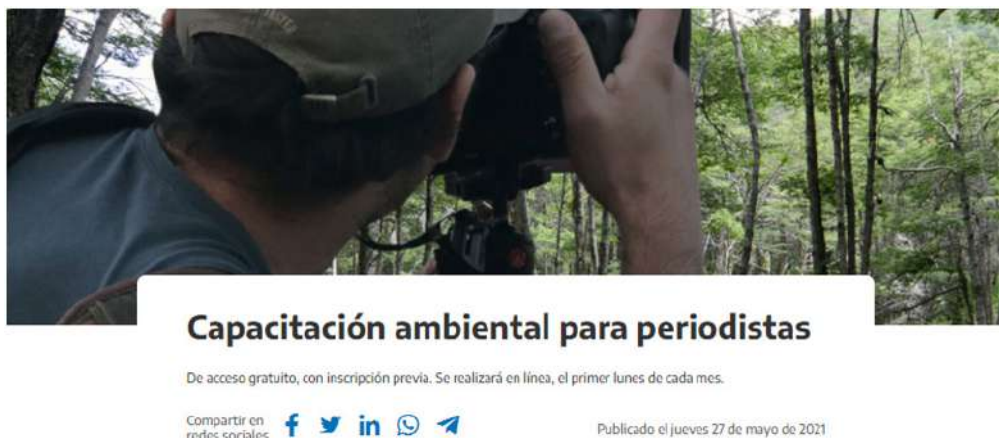 Capacitación ambiental para periodistas
De acceso gratuito, con inscripción previa. Se realizará en línea, el primer lunes de cada mes.
Compartir en
redes sociales
Publicado el jueves 27 de mayo de 2021